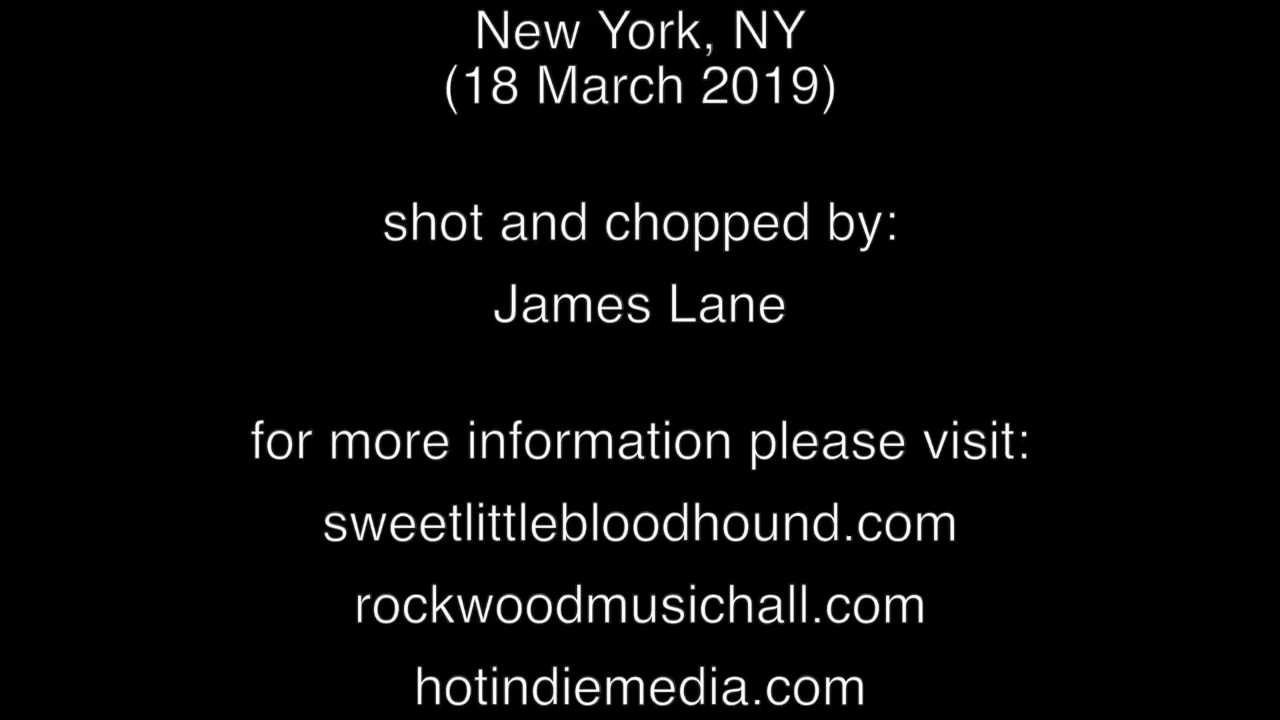 New York, NY
(18 March 2019)
shot and chopped by:
James Lane
for more information please visit:
sweetlittlebloodhound.com
rockwoodmusichall.com
hotindiemedia.com